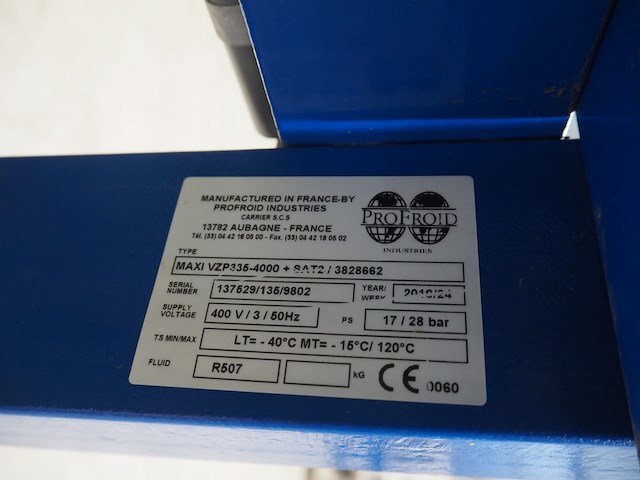 MANUFACTURED IN FRANCE-BY
PROFROID INDUSTRIES
CARRIER S.C.S
13782 AUBAGNE - FRANCE
Tél. (33) 04 42 18 05 00 - Fax. (33) 04 42 18 05 02
PROFROID
INDUSTRIES
TYPE
MAXI VZP335-4000 + SAT2 / 3828662
SERIAL NUMBER 137529/135/9802 YEAR/ WEEK
SUPPLY VOLTAGE 400 V / 3 / 50Hz PS 17 / 28 bar
TS MIN/MAX LT= - 40°C MT= - 15°C/ 120°C
FLUID R507 kG CE 0060